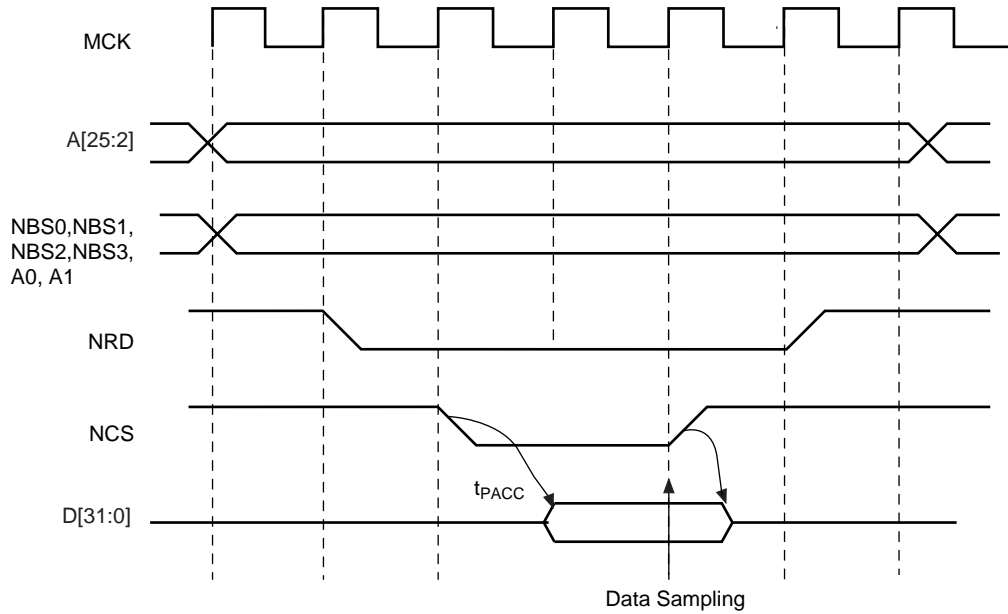 MCK
A[25:2]
NBS0,NBS1,
NBS2,NBS3,
A0, A1
NRD
NCS
tPACC
D[31:0]
Data Sampling